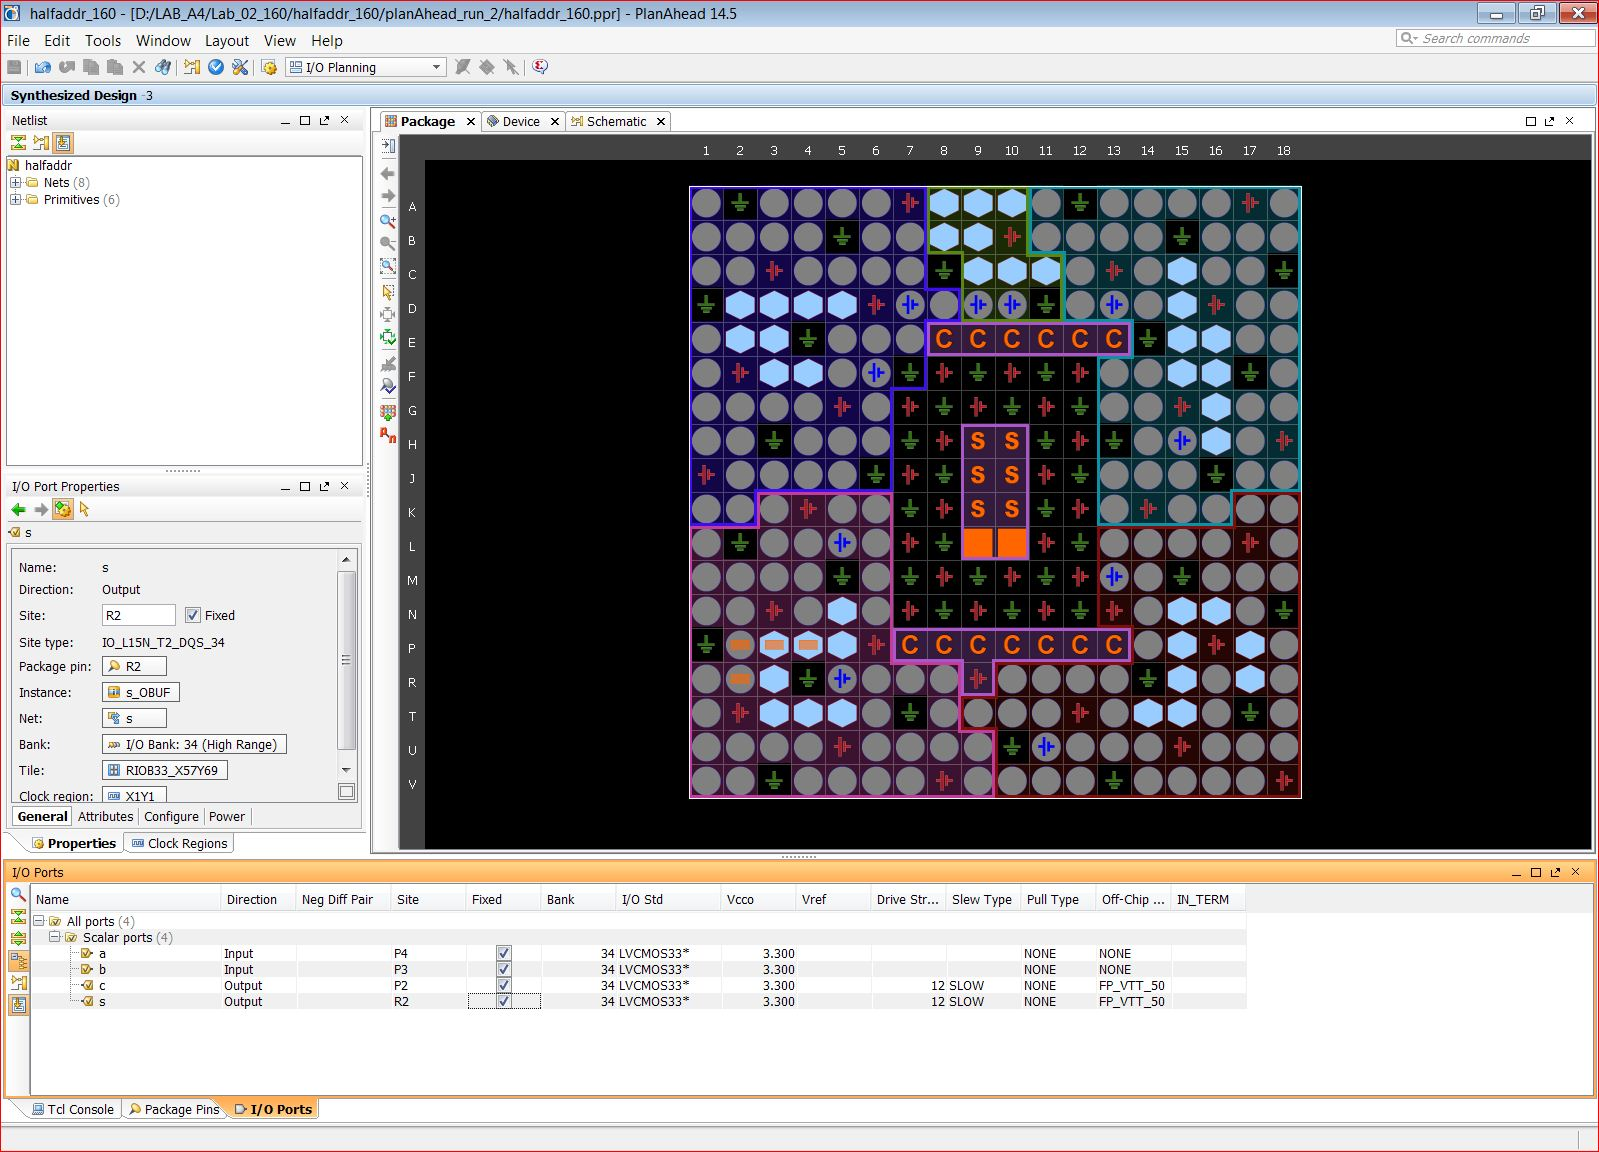 halfaddr_160 - [D:/LAB_A4/Lab_02_160/halfaddr_160/planAhead_run_2/halfaddr_160.ppr] - PlanAhead 14.5
File Edit Tools Window Layout View Help
Search commands
I/O Planning
Synthesized Design -3
Netlist
halfaddr
Nets (8)
Primitives (6)
I/O Port Properties
s
Name: s
Direction: Output
Site: R2 Fixed
Site type: IO_L15N_T2_DQS_34
Package pin: R2
Instance: s_OBUF
Net: s
Bank: I/O Bank: 34 (High Range)
Tile: RIOB33_X57Y69
Clock region: X1Y1
General Attributes Configure Power
Properties Clock Regions
Package Device Schematic
1 2 3 4 5 6 7 8 9 10 11 12 13 14 15 16 17 18
A
B
C
D
E C C C C C C
F
G
H S S
J S S
K S S
L
M
N
P C C C C C C C
R
T
U
V
I/O Ports
Name Direction Neg Diff Pair Site Fixed Bank I/O Std Vcco Vref Drive Str... Slew Type Pull Type Off-Chip ... IN_TERM
All ports (4)
Scalar ports (4)
a Input P4 34 LVCMOS33* 3.300 NONE NONE
b Input P3 34 LVCMOS33* 3.300 NONE NONE
c Output P2 34 LVCMOS33* 3.300 12 SLOW NONE FP_VTT_50
s Output R2 34 LVCMOS33* 3.300 12 SLOW NONE FP_VTT_50
Tcl Console Package Pins I/O Ports